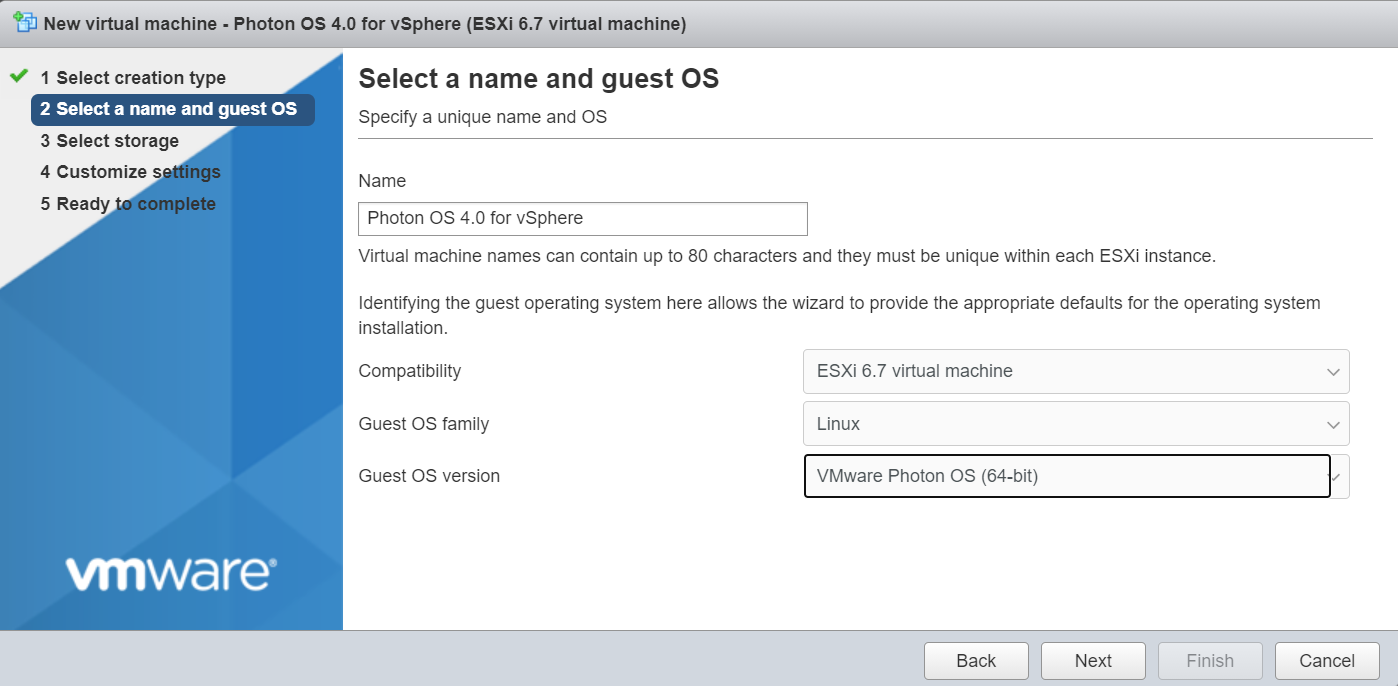 New virtual machine - Photon OS 4.0 for vSphere (ESXi 6.7 virtual machine)
1 Select creation type
2 Select a name and guest OS
3 Select storage
4 Customize settings
5 Ready to complete
vmware®
Select a name and guest OS
Specify a unique name and OS
Name
Photon OS 4.0 for vSphere
Virtual machine names can contain up to 80 characters and they must be unique within each ESXi instance.
Identifying the guest operating system here allows the wizard to provide the appropriate defaults for the operating system
installation.
Compatibility
ESXi 6.7 virtual machine
Guest OS family
Linux
Guest OS version
VMware Photon OS (64-bit)
Back
Next
Finish
Cancel